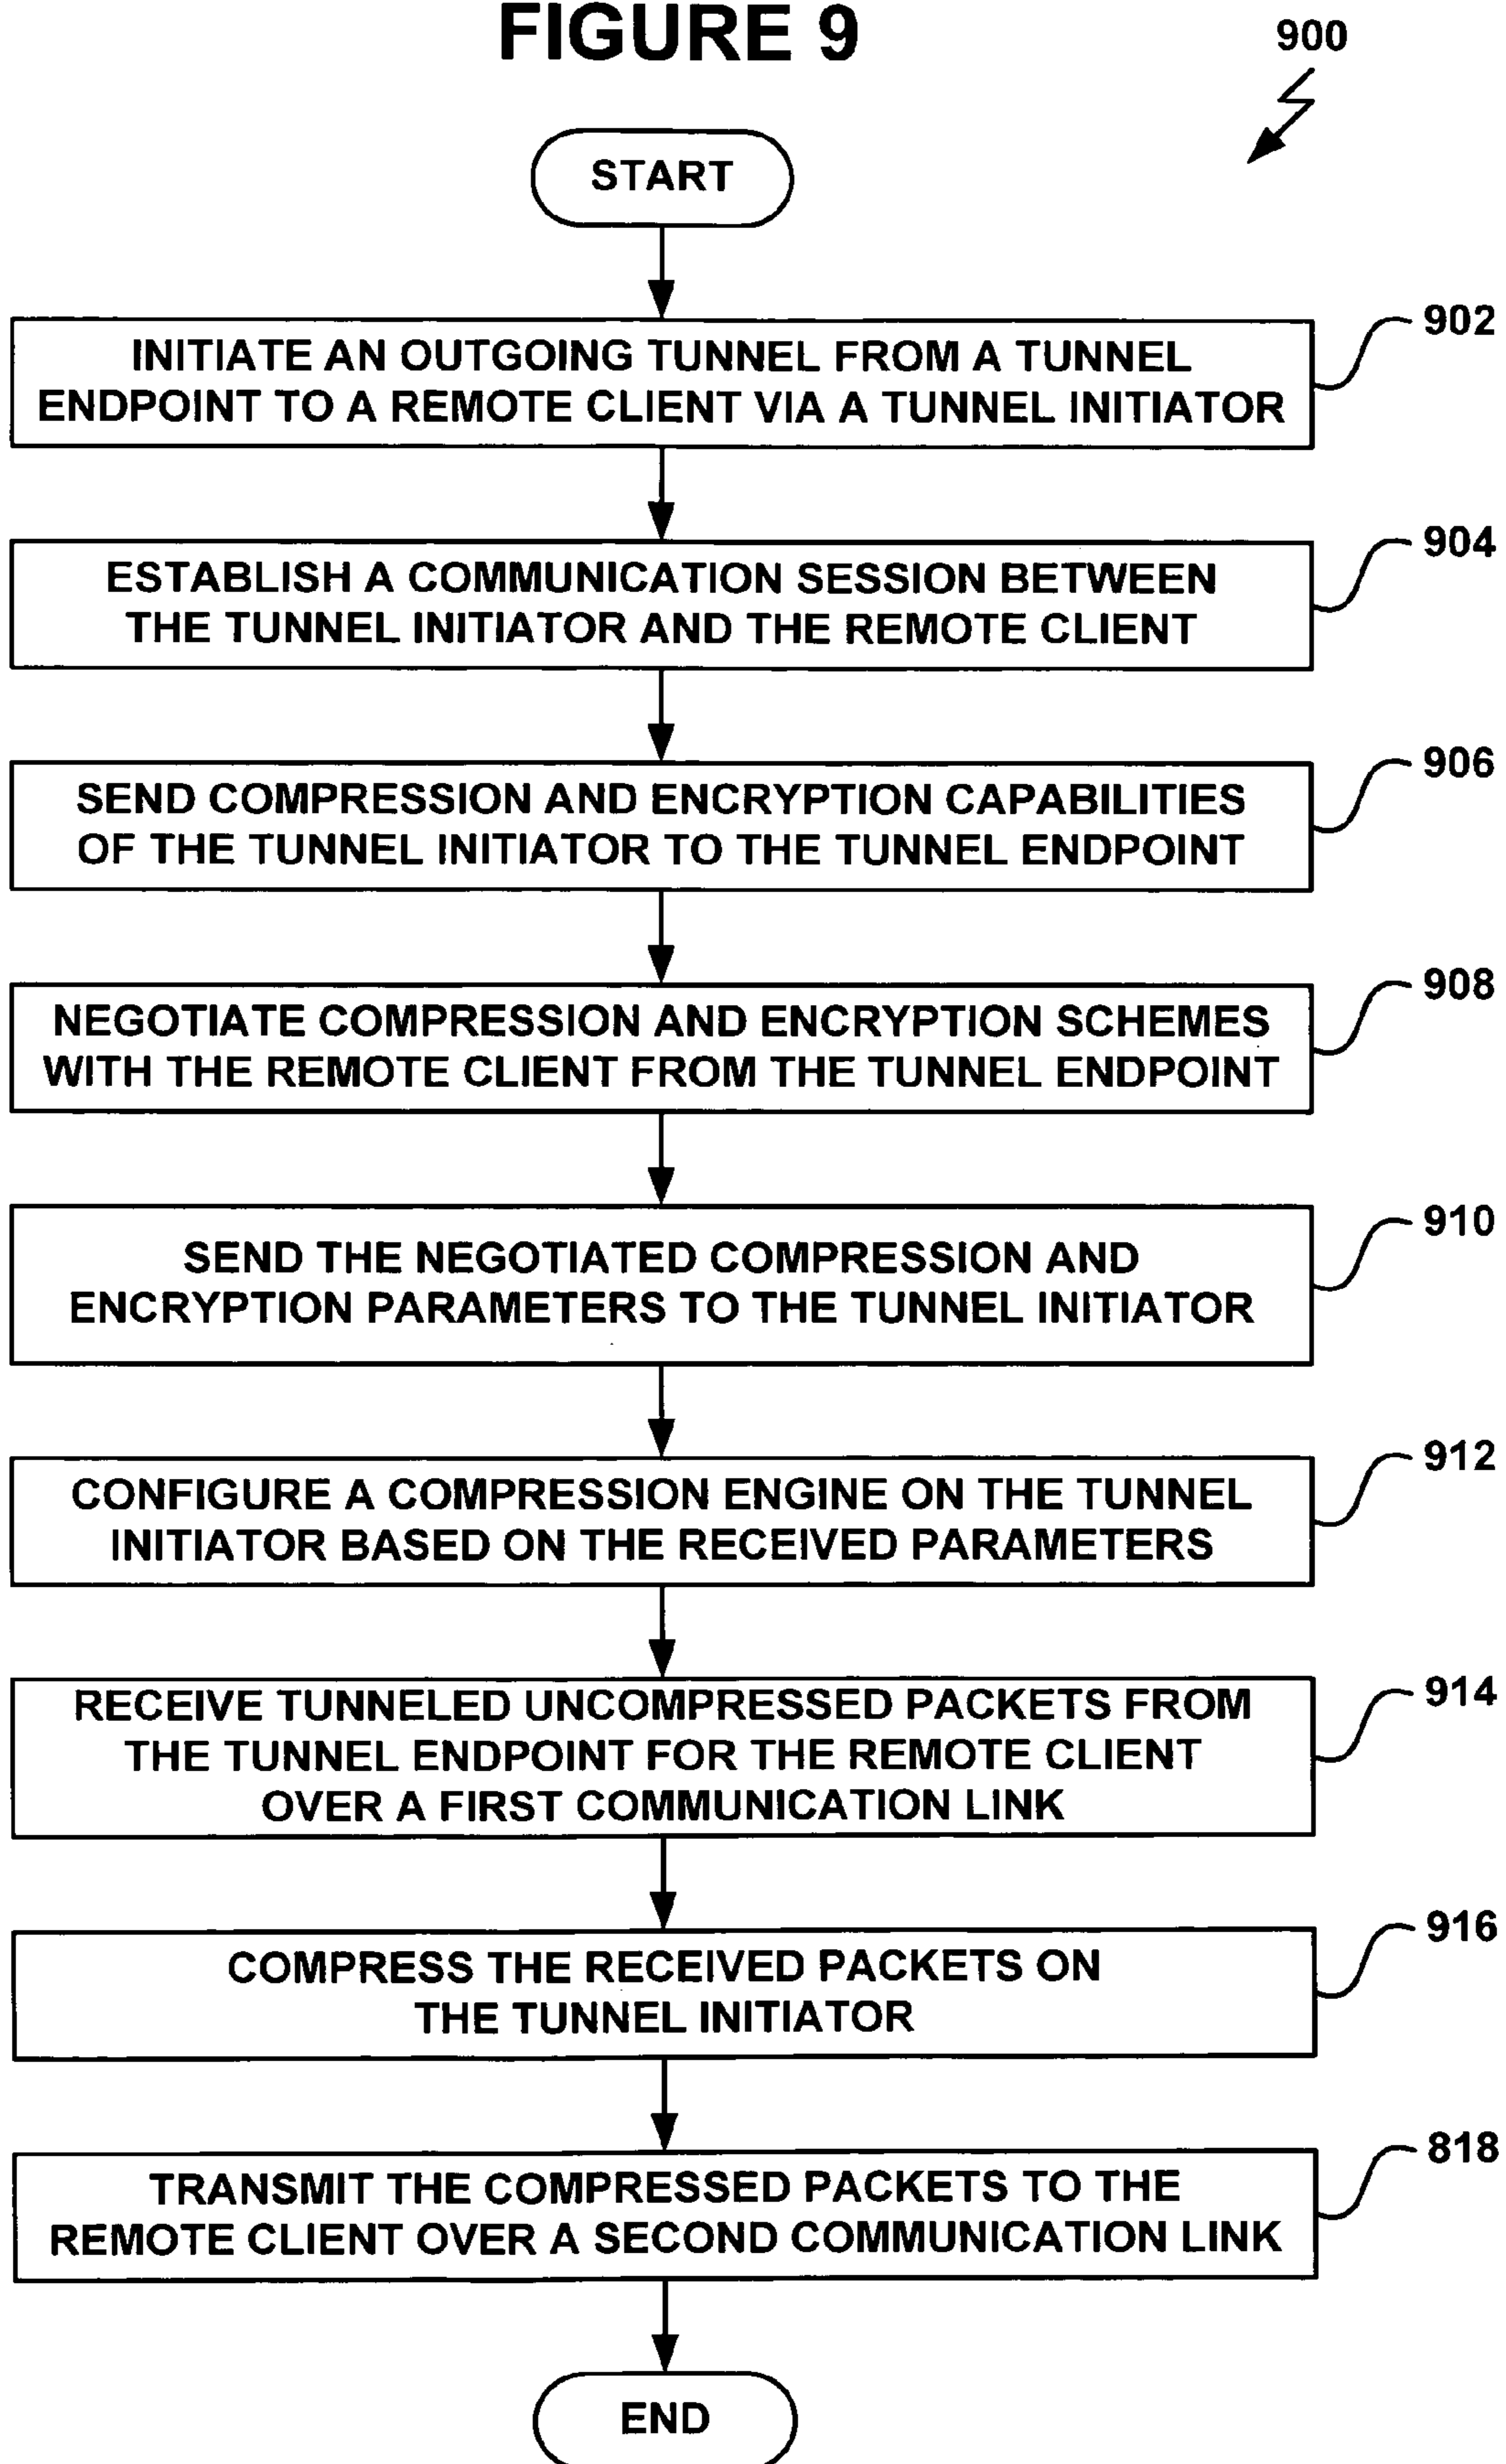 FIGURE 9
900
START
INITIATE AN OUTGOING TUNNEL FROM A TUNNEL
ENDPOINT TO A REMOTE CLIENT VIA A TUNNEL INITIATOR
902
ESTABLISH A COMMUNICATION SESSION BETWEEN
THE TUNNEL INITIATOR AND THE REMOTE CLIENT
904
SEND COMPRESSION AND ENCRYPTION CAPABILITIES
OF THE TUNNEL INITIATOR TO THE TUNNEL ENDPOINT
906
NEGOTIATE COMPRESSION AND ENCRYPTION SCHEMES
WITH THE REMOTE CLIENT FROM THE TUNNEL ENDPOINT
908
SEND THE NEGOTIATED COMPRESSION AND
ENCRYPTION PARAMETERS TO THE TUNNEL INITIATOR
910
CONFIGURE A COMPRESSION ENGINE ON THE TUNNEL
INITIATOR BASED ON THE RECEIVED PARAMETERS
912
RECEIVE TUNNELED UNCOMPRESSED PACKETS FROM
THE TUNNEL ENDPOINT FOR THE REMOTE CLIENT
OVER A FIRST COMMUNICATION LINK
914
COMPRESS THE RECEIVED PACKETS ON
THE TUNNEL INITIATOR
916
TRANSMIT THE COMPRESSED PACKETS TO THE
REMOTE CLIENT OVER A SECOND COMMUNICATION LINK
818
END